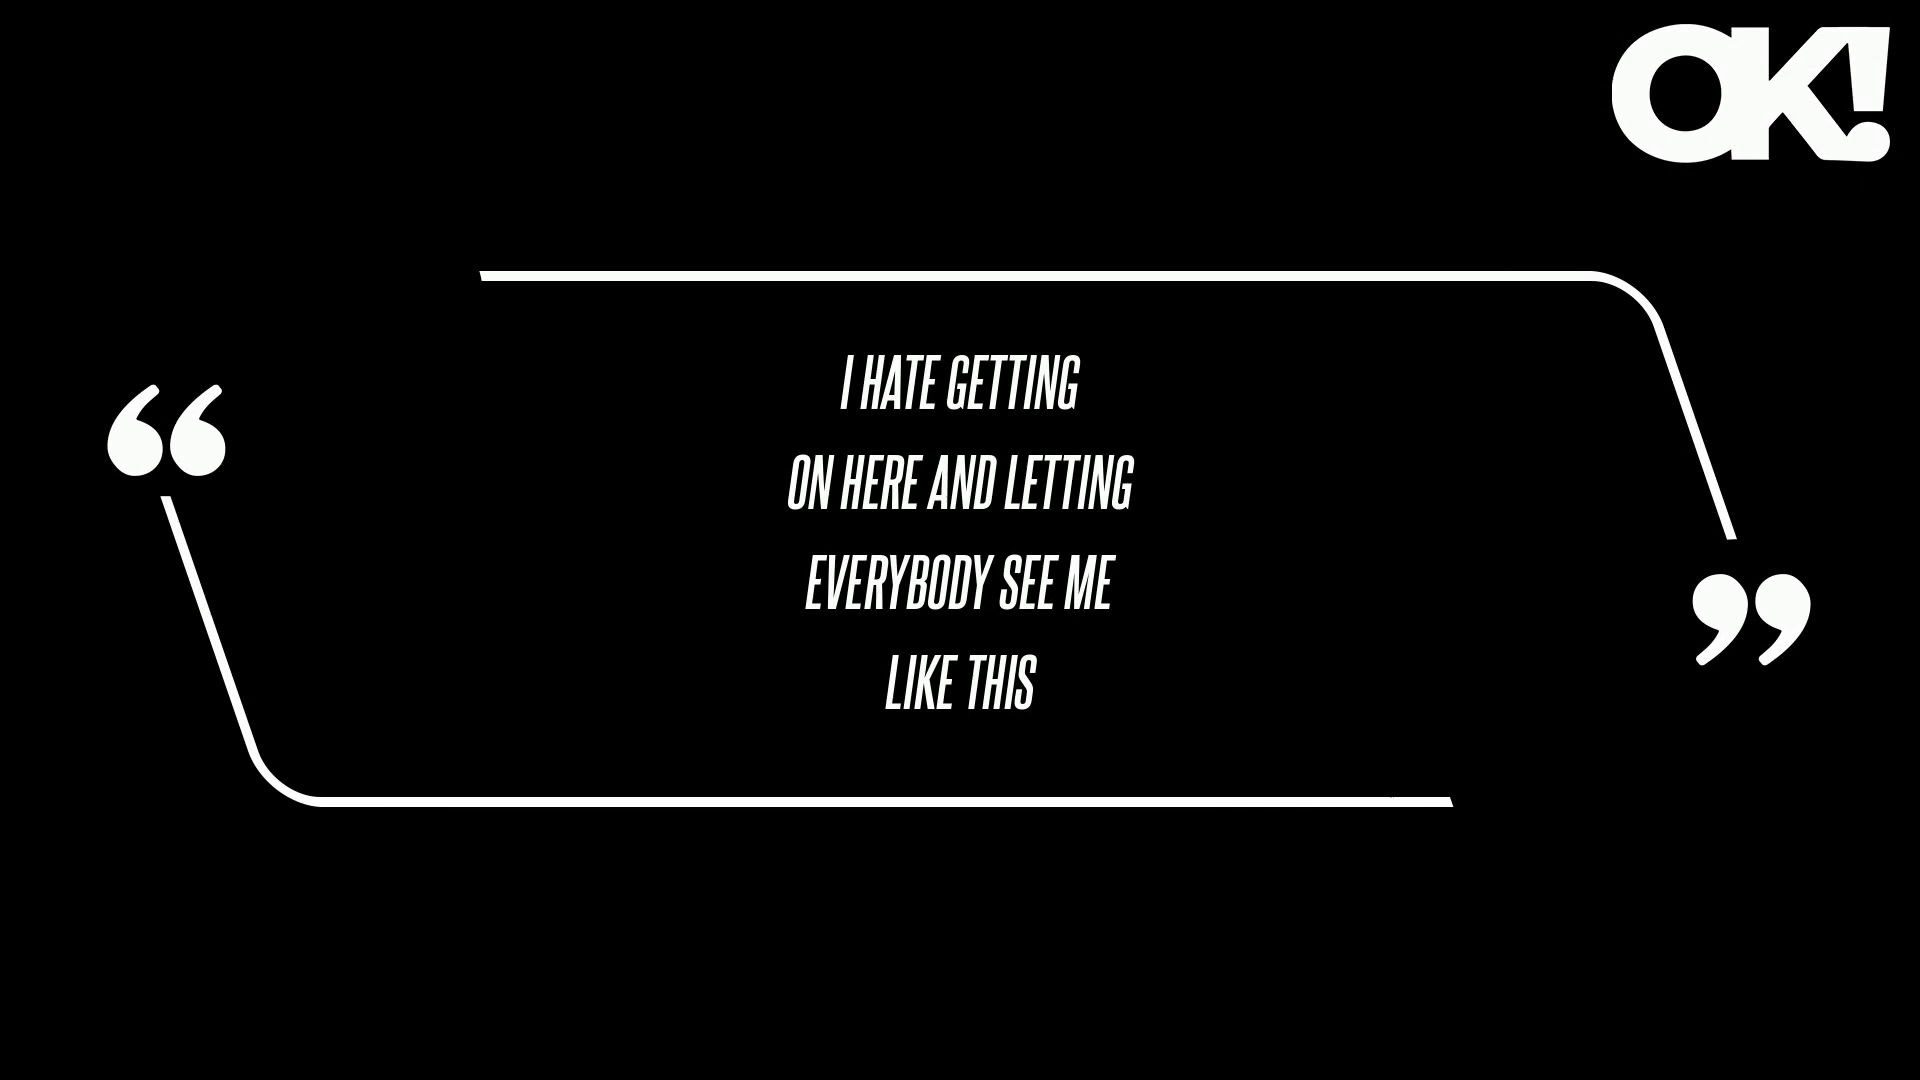 OK!
“
I HATE GETTING
ON HERE AND LETTING
EVERYBODY SEE ME
LIKE THIS
”